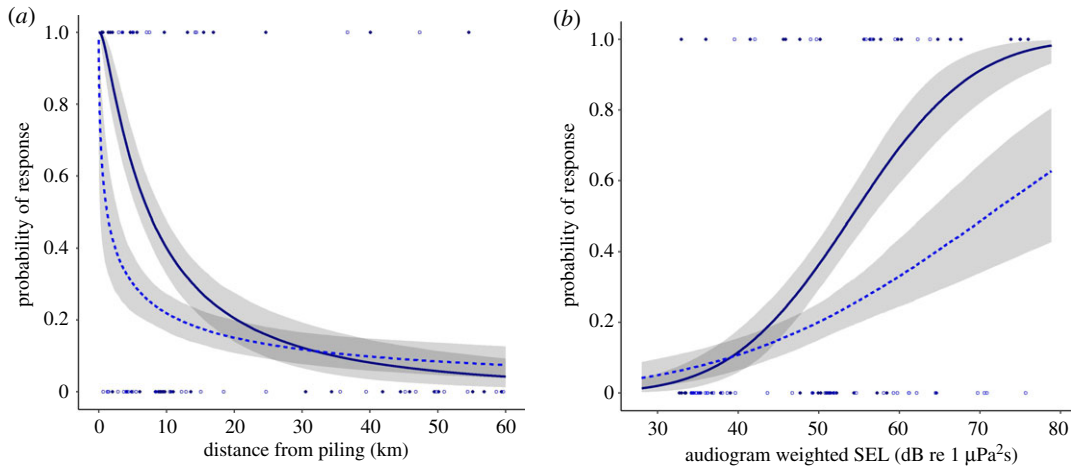 (a)
1.0
0.8
0.6
0.4
0.2
0
probability of response
0 10 20 30 40 50 60
distance from piling (km)
(b)
1.0
0.8
0.6
0.4
0.2
0
probability of response
30 40 50 60 70 80
audiogram weighted SEL (dB re 1 μPa²s)